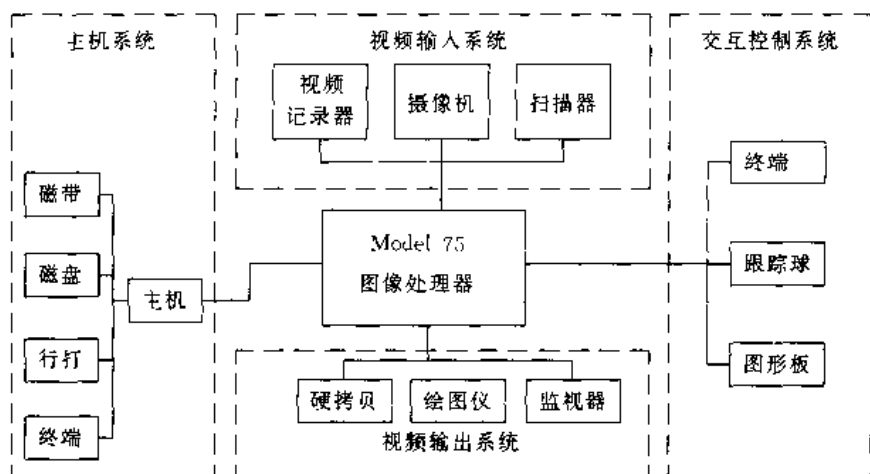 主机系统
磁带
磁盘
行打
终端
主机
视频输入系统
视频
记录器
摄像机
扫描器
Model 75
图像处理器
硬拷贝
绘图仪
监视器
视频输出系统
交互控制系统
终端
跟踪球
图形板